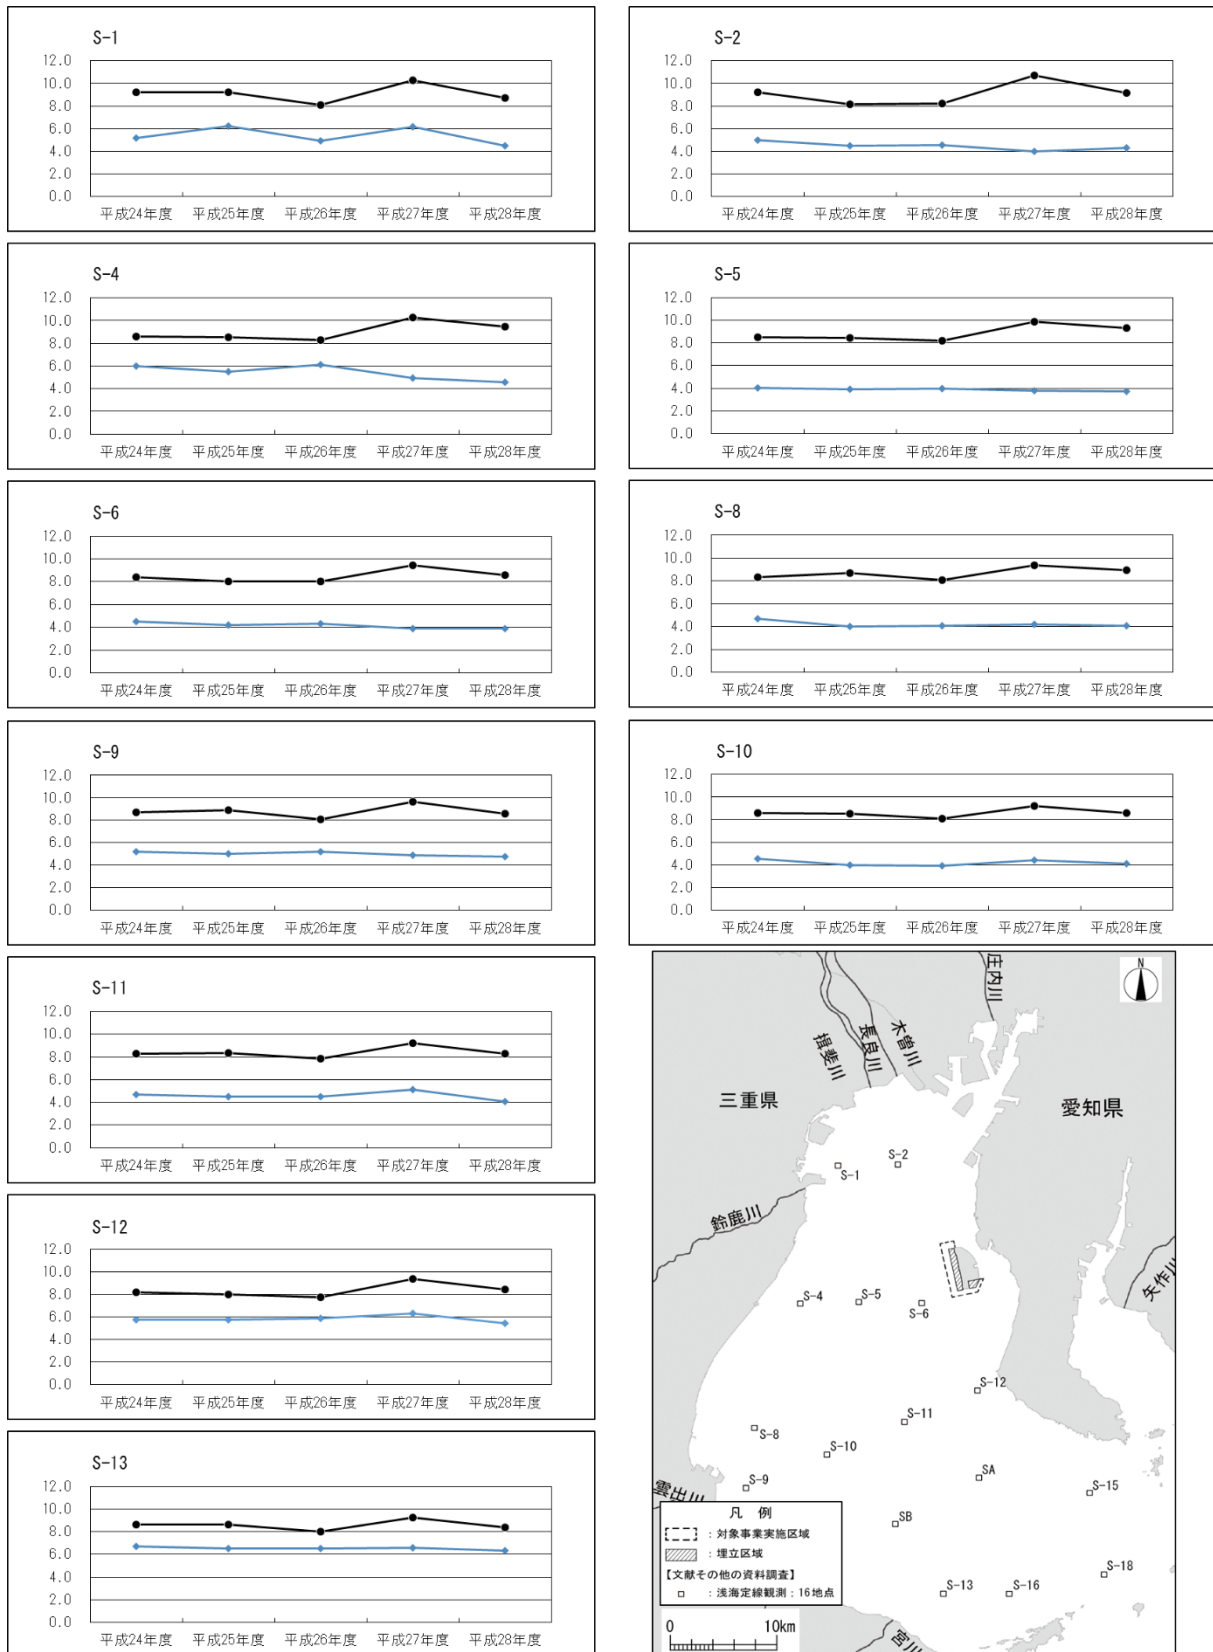 S-1
12.0
10.0
8.0
6.0
4.0
2.0
0.0
平成24年度 平成25年度 平成26年度 平成27年度 平成28年度
S-2
12.0
10.0
8.0
6.0
4.0
2.0
0.0
平成24年度 平成25年度 平成26年度 平成27年度 平成28年度
S-4
12.0
10.0
8.0
6.0
4.0
2.0
0.0
平成24年度 平成25年度 平成26年度 平成27年度 平成28年度
S-5
12.0
10.0
8.0
6.0
4.0
2.0
0.0
平成24年度 平成25年度 平成26年度 平成27年度 平成28年度
S-6
12.0
10.0
8.0
6.0
4.0
2.0
0.0
平成24年度 平成25年度 平成26年度 平成27年度 平成28年度
S-8
12.0
10.0
8.0
6.0
4.0
2.0
0.0
平成24年度 平成25年度 平成26年度 平成27年度 平成28年度
S-9
12.0
10.0
8.0
6.0
4.0
2.0
0.0
平成24年度 平成25年度 平成26年度 平成27年度 平成28年度
S-10
12.0
10.0
8.0
6.0
4.0
2.0
0.0
平成24年度 平成25年度 平成26年度 平成27年度 平成28年度
S-11
12.0
10.0
8.0
6.0
4.0
2.0
0.0
平成24年度 平成25年度 平成26年度 平成27年度 平成28年度
S-12
12.0
10.0
8.0
6.0
4.0
2.0
0.0
平成24年度 平成25年度 平成26年度 平成27年度 平成28年度
S-13
12.0
10.0
8.0
6.0
4.0
2.0
0.0
平成24年度 平成25年度 平成26年度 平成27年度 平成28年度
N
庄内川
木曽川
長良川
揖斐川
三重県
愛知県
S-1
S-2
鈴鹿川
矢作川
S-4
S-5
S-6
S-12
S-11
S-8
S-10
S-9
SA
S-15
SB
S-18
S-13
S-16
雲出川
宮川
凡 例
：対象事業実施区域
：埋立区域
【文献その他の資料調査】
：浅海定線観測：16地点
0 10km